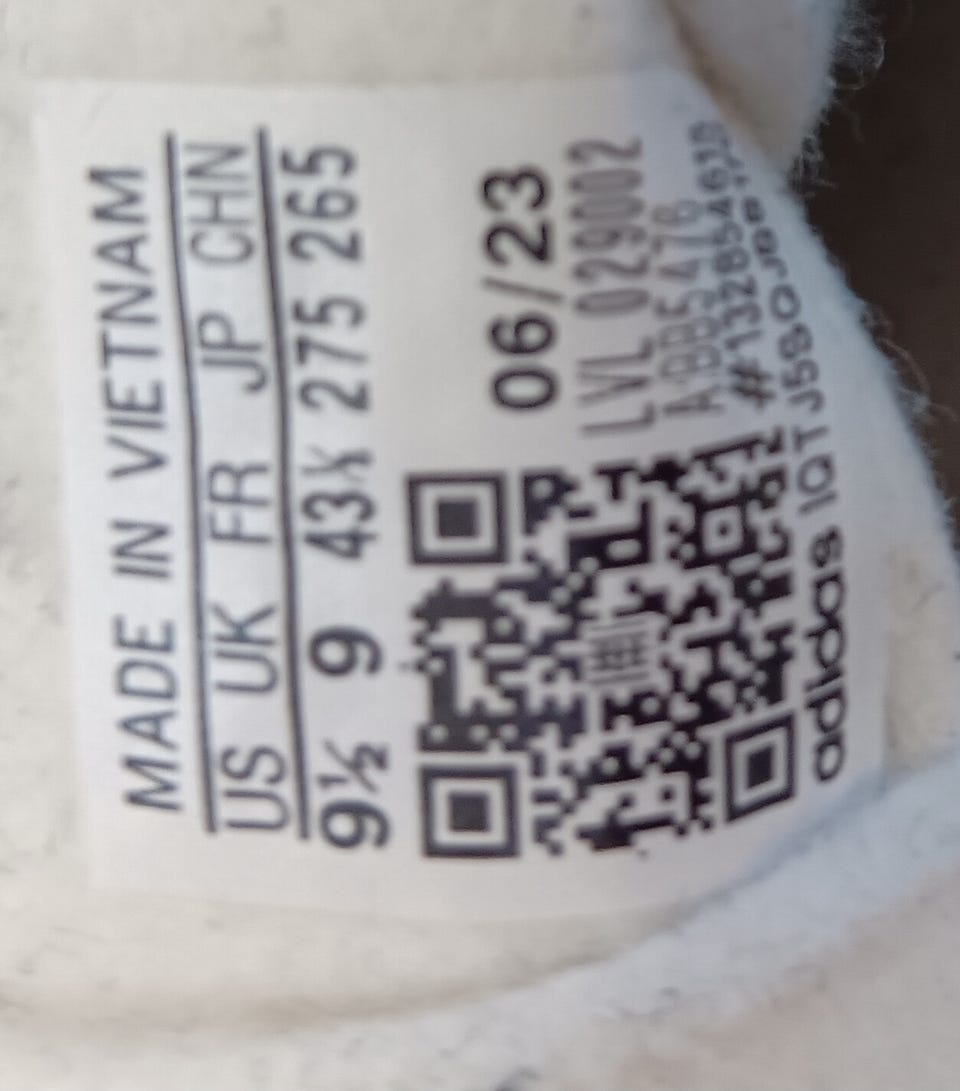 MADE IN VIETNAM
US UK FR JP CHN
9½ 9 43⅓ 275 265
06/23
LVL 029002
#132854610
adidas